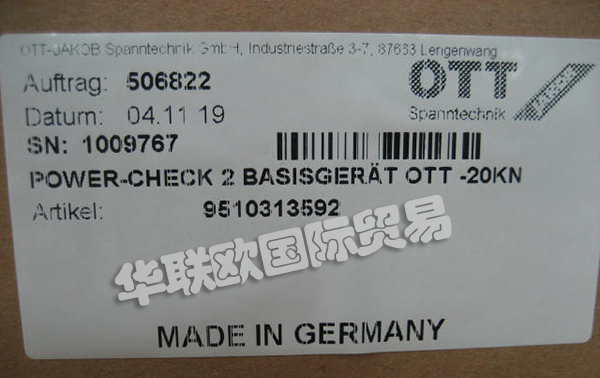 OTT-JAKOB Spanntechnik GmbH, Industriestraße 3-7, 87663 Lengenwang
Auftrag: 506822
OTT
Datum: 04.11 19
Spanntechnik
SN: 1009767
POWER-CHECK 2 BASISGERÄT OTT -20KN
Artikel: 9510313592
华联欧国际贸易
MADE IN GERMANY